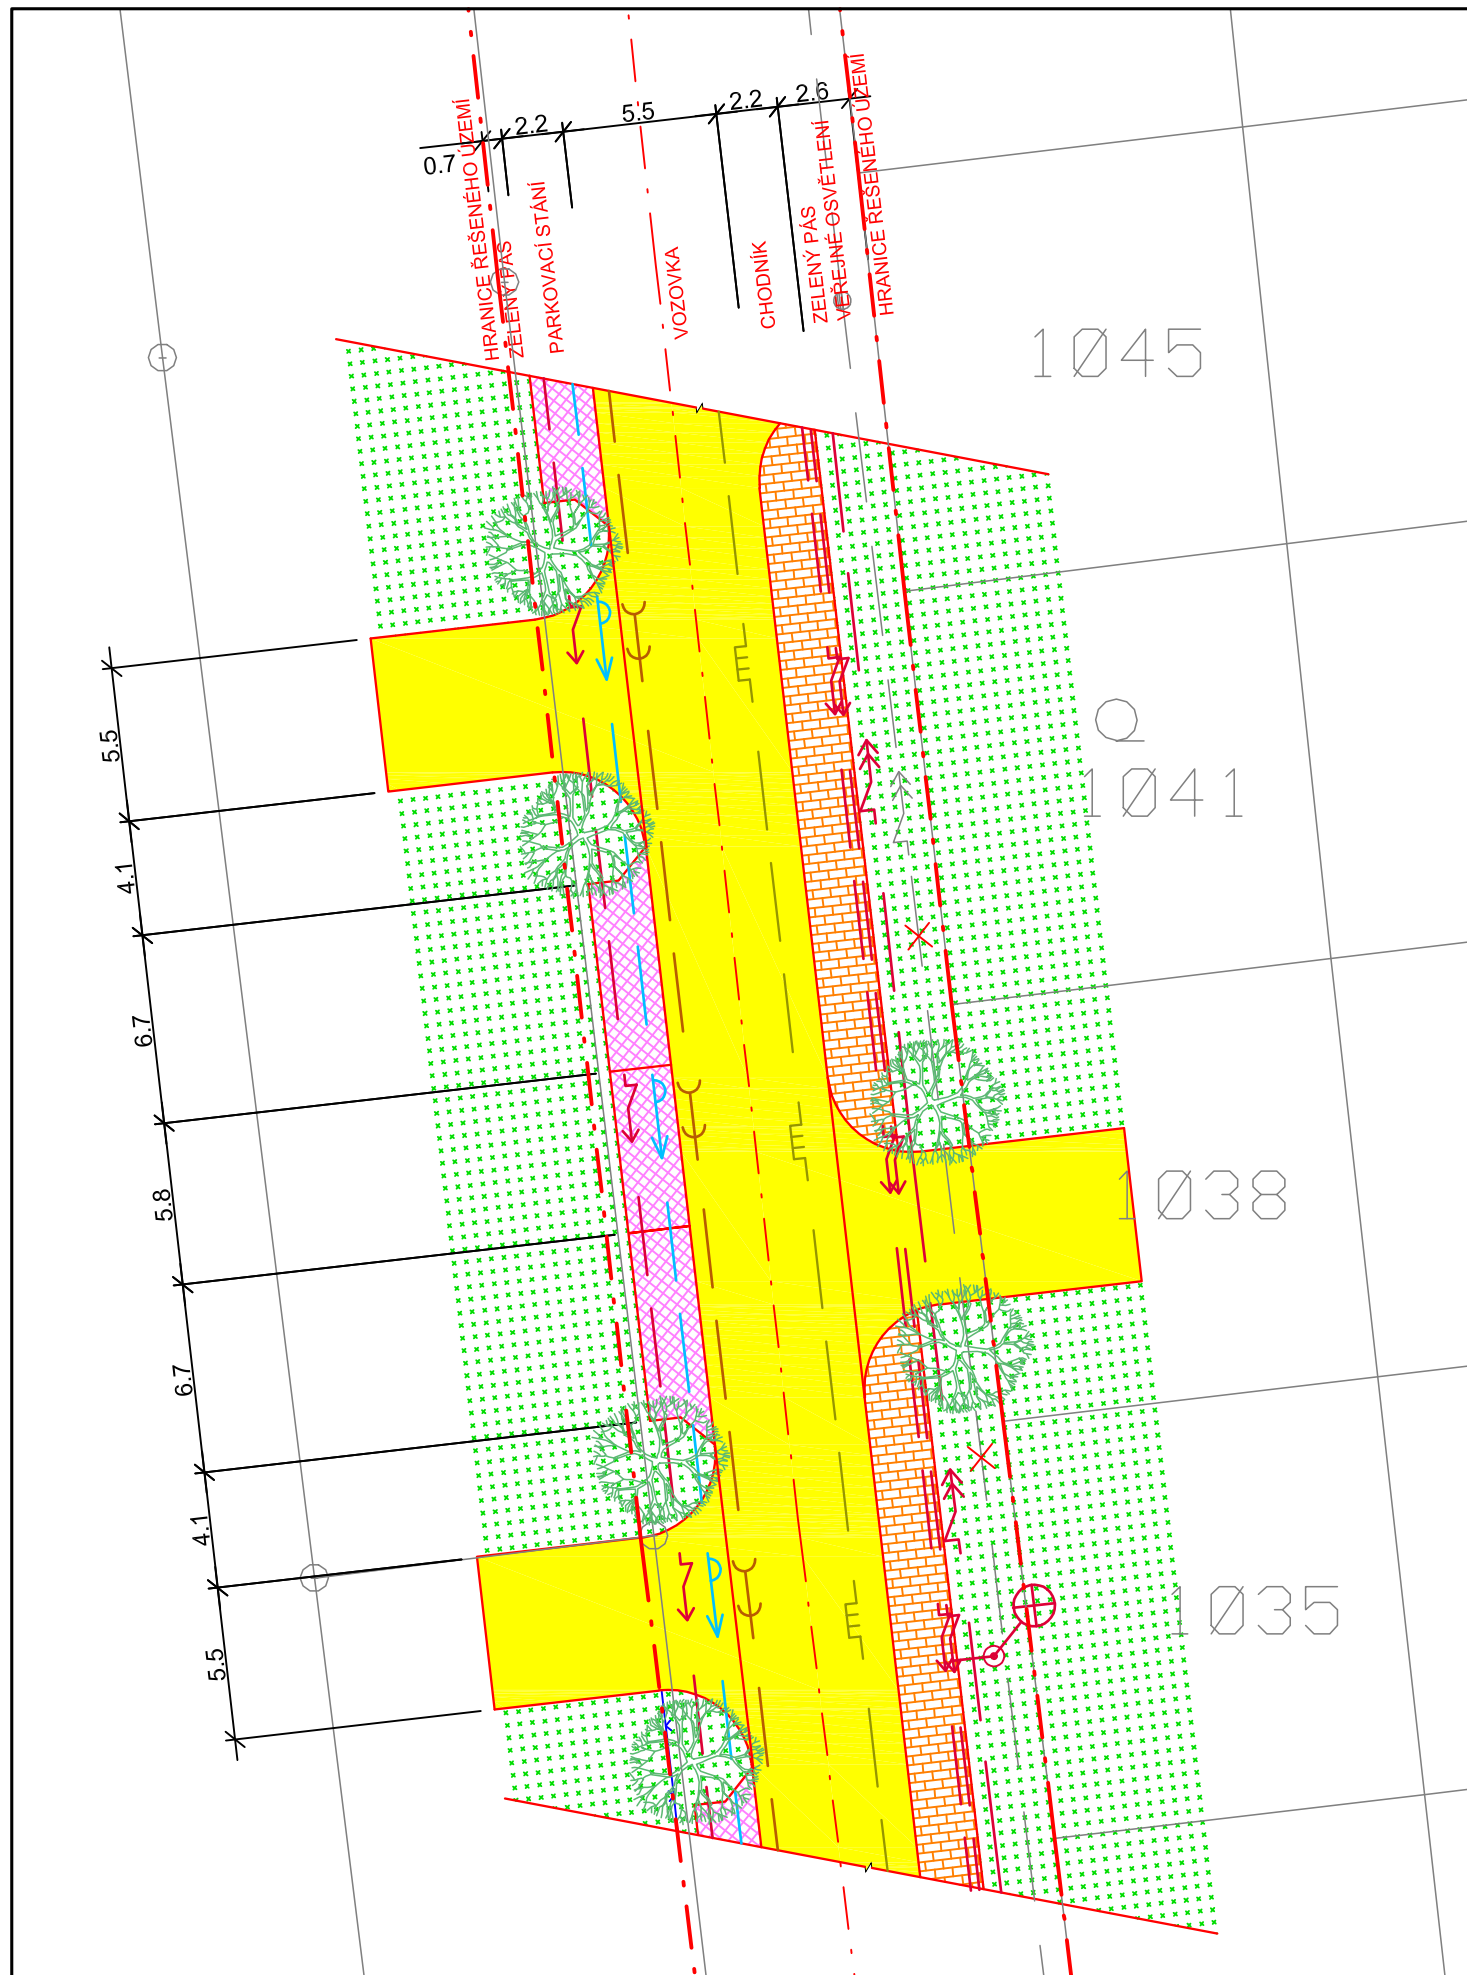 0.7
2.2
5.5
2.2
2.6
HRANICE ŘEŠENÉHO ÚZEMÍ
ZELENÝ PÁS
PARKOVACÍ STÁNÍ
VOZOVKA
CHODNÍK
ZELENÝ PÁS
VEŘEJNÉ OSVĚTLENÍ
HRANICE ŘEŠENÉHO ÚZEMÍ
1045
1041
1038
1035
5.5
4.1
6.7
5.8
6.7
4.1
5.5